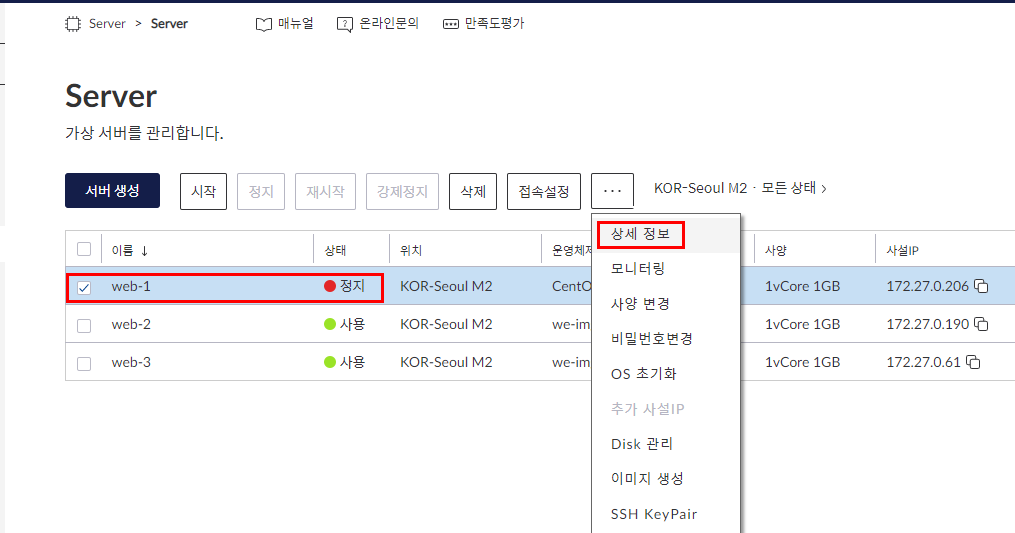 Server > Server 매뉴얼 온라인문의 만족도평가
Server
가상 서버를 관리합니다.
서버 생성 시작 정지 재시작 강제정지 삭제 접속설정 ··· KOR-Seoul M2 · 모든 상태 >
이름 ↓ 상태 위치 운영체제 사양 사설IP
web-1 정지 KOR-Seoul M2 CentO 1vCore 1GB 172.27.0.206
web-2 사용 KOR-Seoul M2 we-im 1vCore 1GB 172.27.0.190
web-3 사용 KOR-Seoul M2 we-im 1vCore 1GB 172.27.0.61
상세 정보
모니터링
사양 변경
비밀번호변경
OS 초기화
추가 사설IP
Disk 관리
이미지 생성
SSH KeyPair